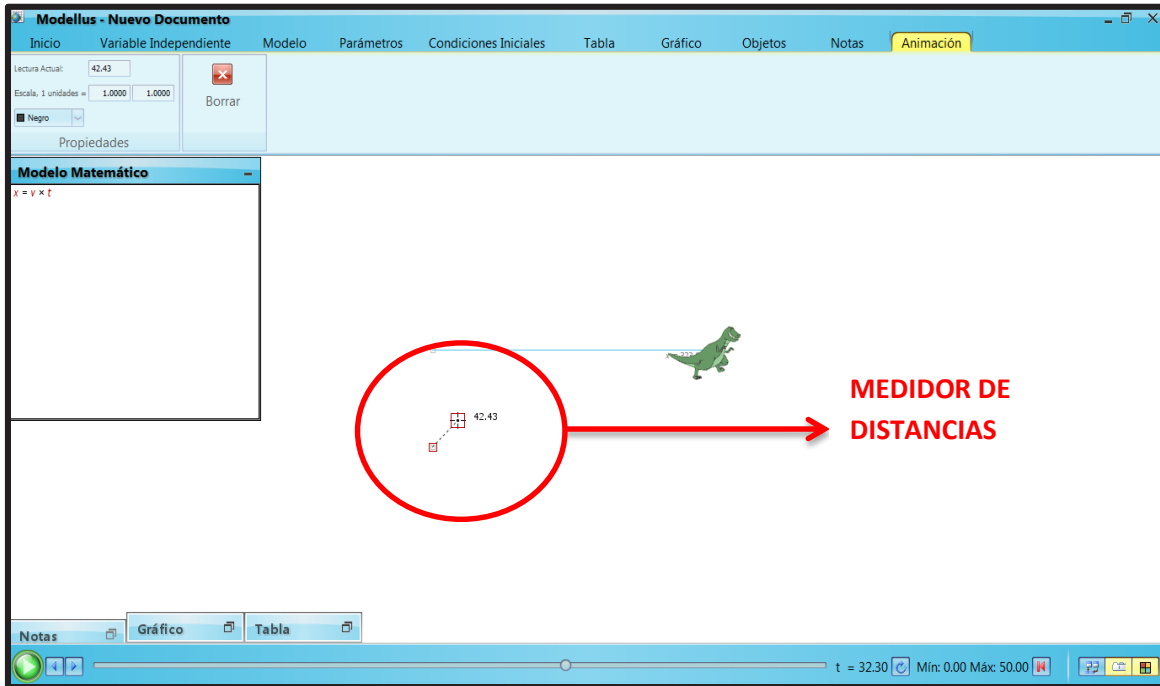 Modellus - Nuevo Documento
Inicio Variable Independiente Modelo Parámetros Condiciones Iniciales Tabla Gráfico Objetos Notas Animación
Lectura Actual: 42.43
Escala, 1 unidades = 1.0000 1.0000
Negro
Borrar
Propiedades
Modelo Matemático
x = v × t
42.43
MEDIDOR DE
DISTANCIAS
Notas Gráfico Tabla
t = 32.30 Mín: 0.00 Máx: 50.00